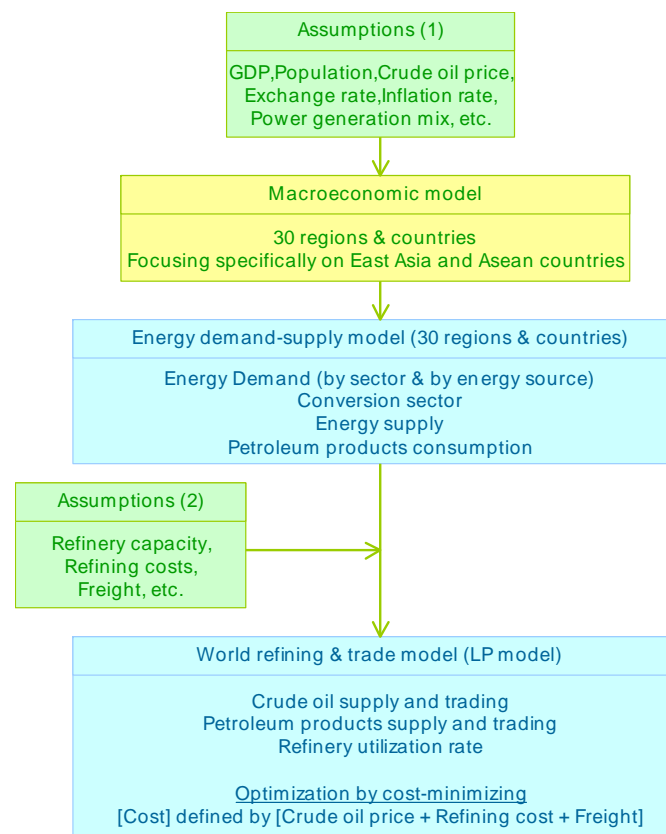 Assumptions (1)
GDP,Population,Crude oil price,
Exchange rate,Inflation rate,
Power generation mix, etc.
Macroeconomic model
30 regions & countries
Focusing specifically on East Asia and Asean countries
Energy demand-supply model (30 regions & countries)
Energy Demand (by sector & by energy source)
Conversion sector
Energy supply
Petroleum products consumption
Assumptions (2)
Refinery capacity,
Refining costs,
Freight, etc.
World refining & trade model (LP model)
Crude oil supply and trading
Petroleum products supply and trading
Refinery utilization rate
Optimization by cost-minimizing
[Cost] defined by [Crude oil price + Refining cost + Freight]